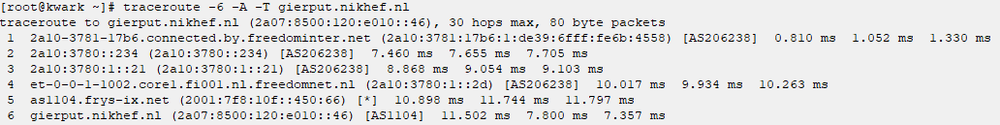 [root@kwark ~]# traceroute -6 -A -T gierput.nikhef.nl
traceroute to gierput.nikhef.nl (2a07:8500:120:e010::46), 30 hops max, 80 byte packets
1 2a10-3781-17b6.connected.by.freedominter.net (2a10:3781:17b6:1:de39:6fff:fe6b:4558) [AS206238] 0.810 ms 1.052 ms 1.330 ms
2 2a10:3780::234 (2a10:3780::234) [AS206238] 7.460 ms 7.655 ms 7.705 ms
3 2a10:3780:1::21 (2a10:3780:1::21) [AS206238] 8.868 ms 9.054 ms 9.103 ms
4 et-0-0-1-1002.core1.fi001.nl.freedomnet.nl (2a10:3780:1::2d) [AS206238] 10.017 ms 9.934 ms 10.263 ms
5 as1104.frys-ix.net (2001:7f8:10f::450:66) [*] 10.898 ms 11.744 ms 11.797 ms
6 gierput.nikhef.nl (2a07:8500:120:e010::46) [AS1104] 11.502 ms 7.800 ms 7.357 ms